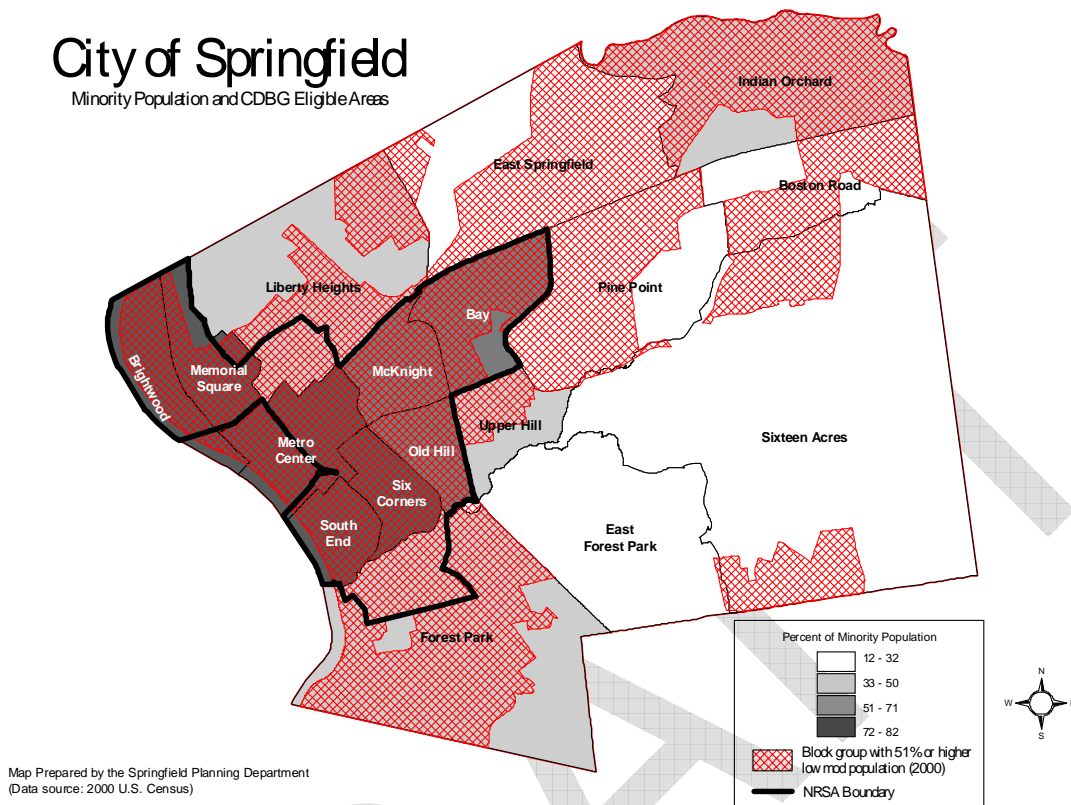 City of Springfield
Minority Population and CDBG Eligible Areas
Indian Orchard
East Springfield
Boston Road
Liberty Heights
Pine Point
Bay
Brightwood
Memorial
Square
McKnight
Upper Hill
Sixteen Acres
Metro
Center
Old Hill
Six
Corners
South
End
East
Forest Park
Forest Park
Percent of Minority Population
12 - 32
33 - 50
51 - 71
72 - 82
Block group with 51% or higher
low mod population (2000)
NRSA Boundary
N
W
S
Map Prepared by the Springfield Planning Department
(Data source: 2000 U.S. Census)